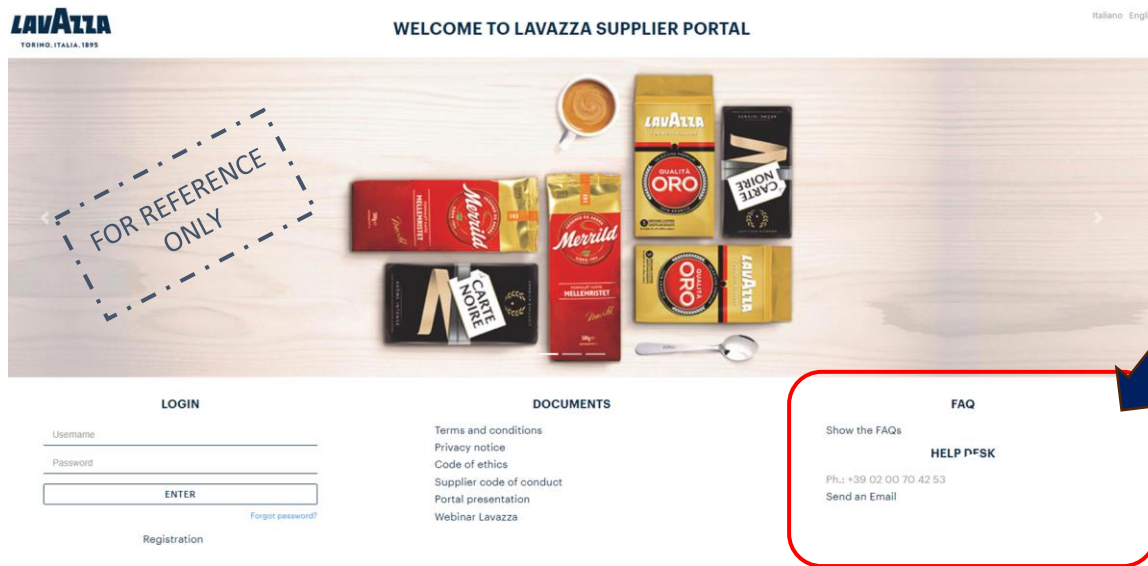 LAVAZZA
TORINO, ITALIA, 1895
WELCOME TO LAVAZZA SUPPLIER PORTAL
Italiano Engl
FOR REFERENCE
ONLY
LAVAZZA
QUALITÀ
ORO
CARTE
NOIRE
Merrild
MELLEMRISTET
Merrild
MELLEMRISTET
500g
CARTE
NOIRE
LAVAZZA
QUALITÀ
ORO
LOGIN
Username
Password
ENTER
Forgot password?
Registration
DOCUMENTS
Terms and conditions
Privacy notice
Code of ethics
Supplier code of conduct
Portal presentation
Webinar Lavazza
FAQ
Show the FAQs
HELP DESK
Ph.: +39 02 00 70 42 53
Send an Email